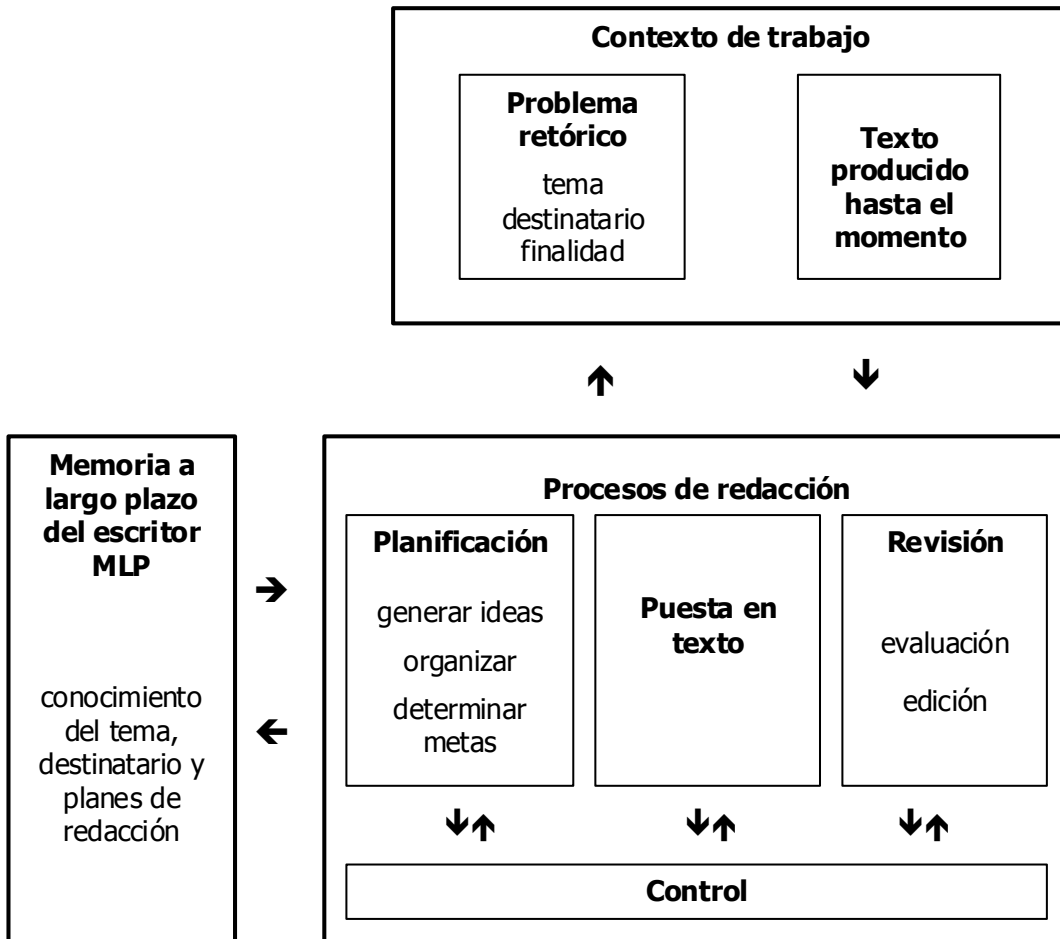 Contexto de trabajo
Problema
retórico
tema
destinatario
finalidad
Texto
producido
hasta el
momento
Memoria a
largo plazo
del escritor
MLP
conocimiento
del tema,
destinatario y
planes de
redacción
Procesos de redacción
Planificación
generar ideas
organizar
determinar
metas
Puesta en
texto
Revisión
evaluación
edición
Control